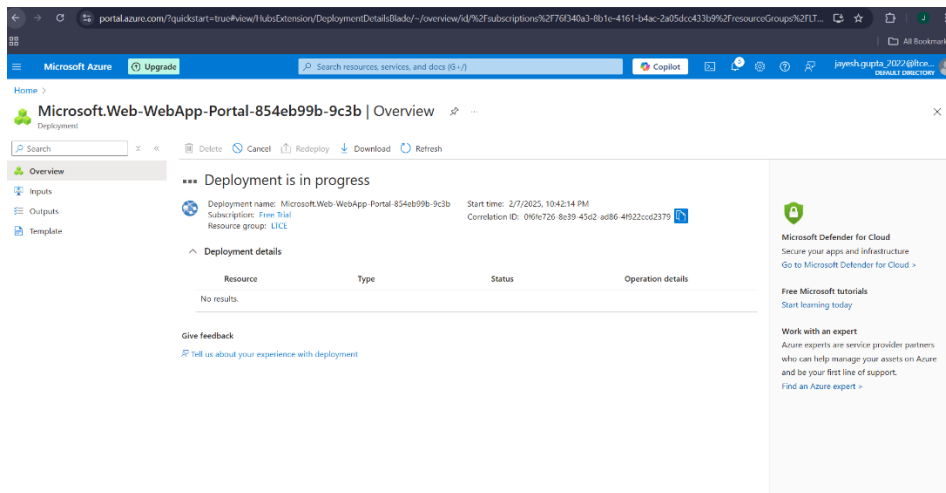 portal.azure.com/?quickstart=true#view/HubsExtension/DeploymentDetailsBlade/~/overview/id/%2Fsubscriptions%2F76f340a3-8b1e-4161-b4ac-2a05dcc433b9%2FresourceGroups%2FLT...
J
All Bookmark
Microsoft Azure
Upgrade
Search resources, services, and docs (G+/)
Copilot
jayesh.gupta_2022@ltce...
DEFAULT DIRECTORY
Home >
Microsoft.Web-WebApp-Portal-854eb99b-9c3b | Overview
Deployment
Search
Delete
Cancel
Redeploy
Download
Refresh
Overview
Inputs
Outputs
Template
Deployment is in progress
Deployment name: Microsoft.Web-WebApp-Portal-854eb99b-9c3b
Subscription: Free Trial
Resource group: LTCE
Start time: 2/7/2025, 10:42:14 PM
Correlation ID: 0f6fe726-8e39-45d2-ad86-4f922ccd2379
Deployment details
Resource Type Status Operation details
No results.
Give feedback
Tell us about your experience with deployment
Microsoft Defender for Cloud
Secure your apps and infrastructure
Go to Microsoft Defender for Cloud >
Free Microsoft tutorials
Start learning today
Work with an expert
Azure experts are service provider partners
who can help manage your assets on Azure
and be your first line of support.
Find an Azure expert >